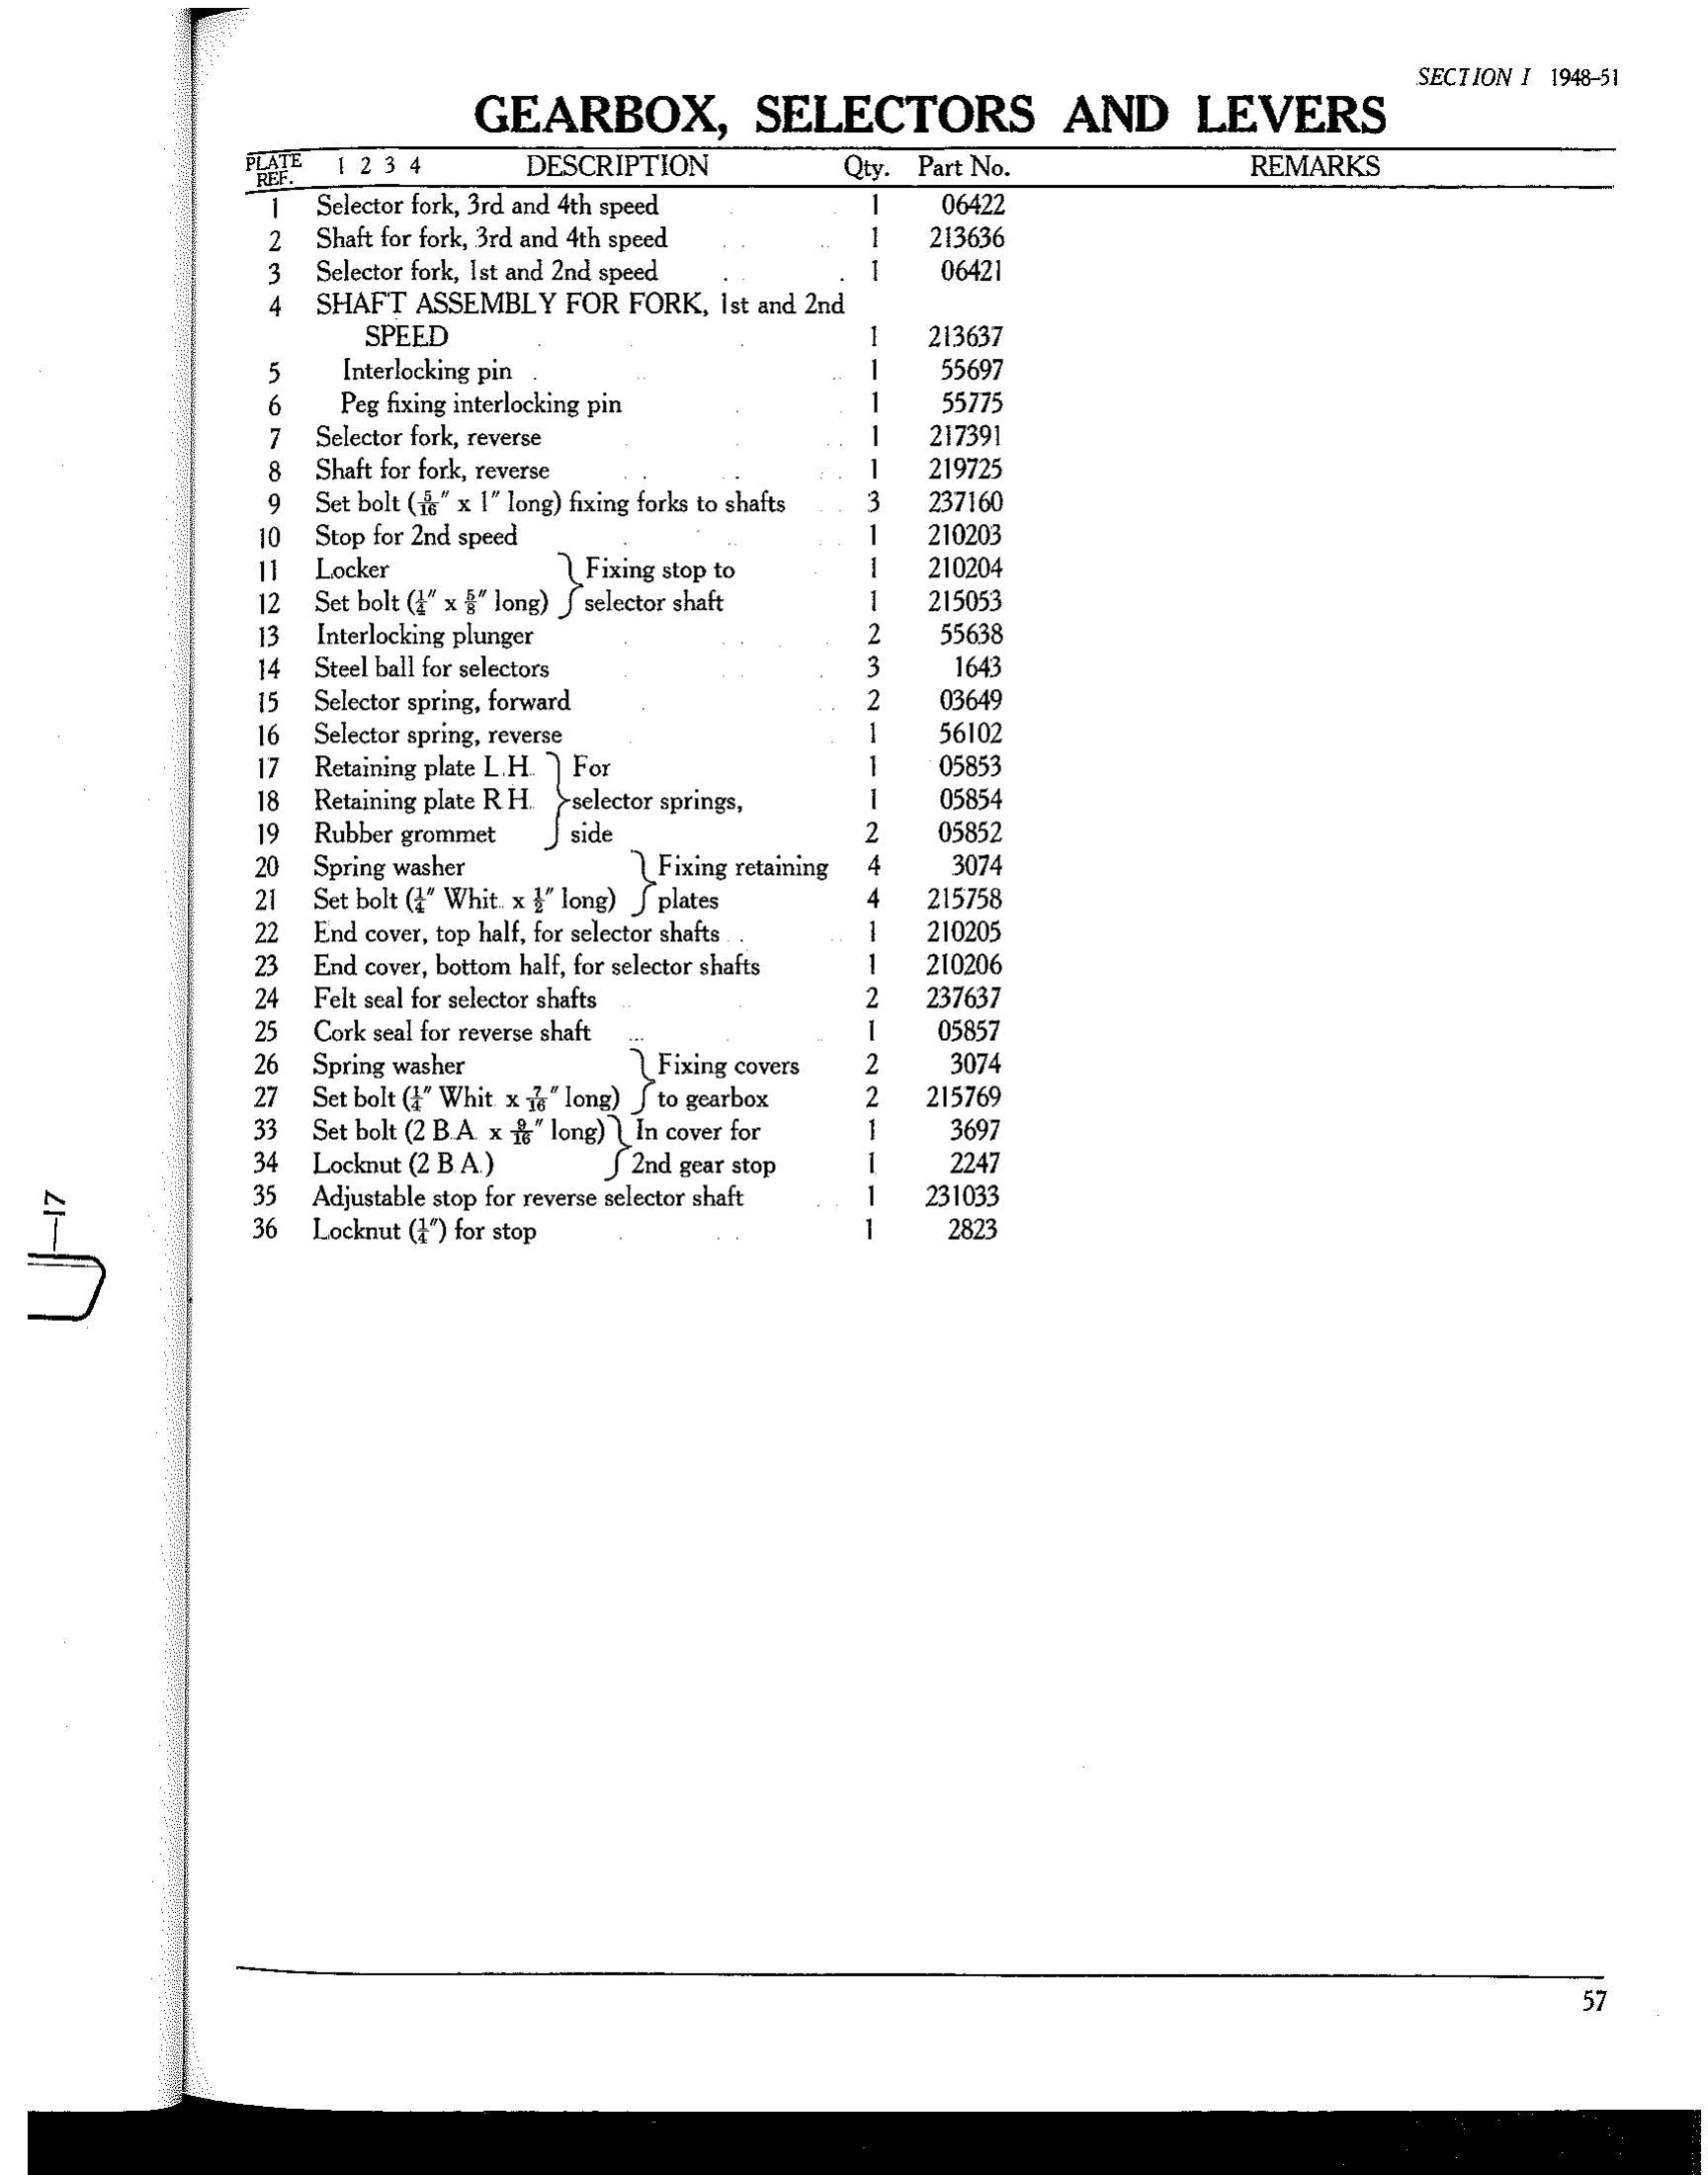 SECTION I 1948–51
GEARBOX, SELECTORS AND LEVERS
PLATE REF. 1 2 3 4 DESCRIPTION Qty. Part No. REMARKS
1 Selector fork, 3rd and 4th speed 1 06422
2 Shaft for fork, 3rd and 4th speed 1 213636
3 Selector fork, 1st and 2nd speed 1 06421
4 SHAFT ASSEMBLY FOR FORK, 1st and 2nd
SPEED 1 213637
5 Interlocking pin 1 55697
6 Peg fixing interlocking pin 1 55775
7 Selector fork, reverse 1 217391
8 Shaft for fork, reverse 1 219725
9 Set bolt (5/16″ x 1″ long) fixing forks to shafts 3 237160
10 Stop for 2nd speed 1 210203
11 Locker } Fixing stop to 1 210204
12 Set bolt (1/4″ x 5/8″ long) } selector shaft 1 215053
13 Interlocking plunger 2 55638
14 Steel ball for selectors 3 1643
15 Selector spring, forward 2 03649
16 Selector spring, reverse 1 56102
17 Retaining plate L.H. } For 1 05853
18 Retaining plate R.H. } selector springs, 1 05854
19 Rubber grommet } side 2 05852
20 Spring washer } Fixing retaining 4 3074
21 Set bolt (1/4″ Whit. x 1/2″ long) } plates 4 215758
22 End cover, top half, for selector shafts 1 210205
23 End cover, bottom half, for selector shafts 1 210206
24 Felt seal for selector shafts 2 237637
25 Cork seal for reverse shaft 1 05857
26 Spring washer } Fixing covers 2 3074
27 Set bolt (1/4″ Whit. x 7/16″ long) } to gearbox 2 215769
33 Set bolt (2 B.A. x 9/16″ long) } In cover for 1 3697
34 Locknut (2 B.A.) } 2nd gear stop 1 2247
35 Adjustable stop for reverse selector shaft 1 231033
36 Locknut (1/4″) for stop 1 2823
—17
57